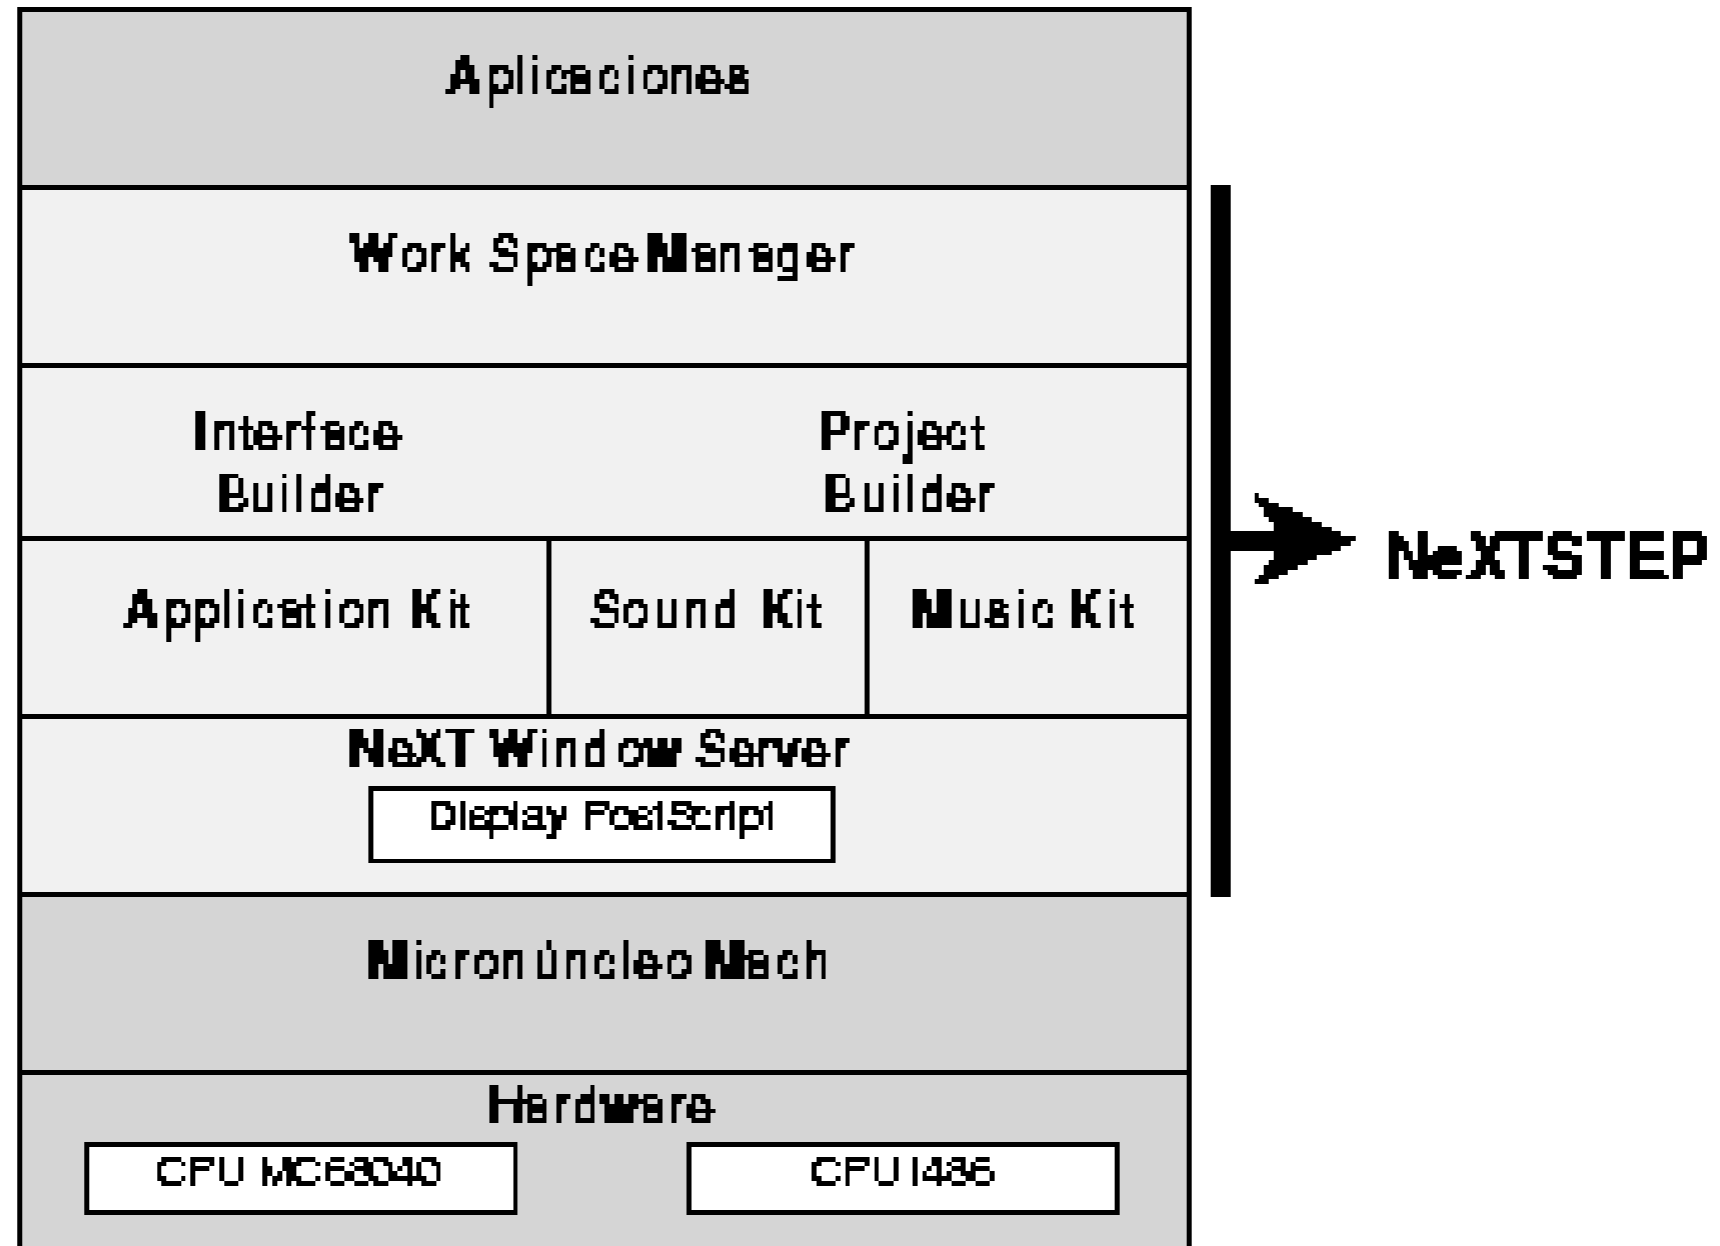 Aplicaciones
Work Space Manager
Interface
Builder
Project
Builder
NeXTSTEP
Application Kit
Sound Kit
Music Kit
NeXT Window Server
Display PostScript
Micronúcleo Mach
Hardware
CPU MC68040
CPU i486